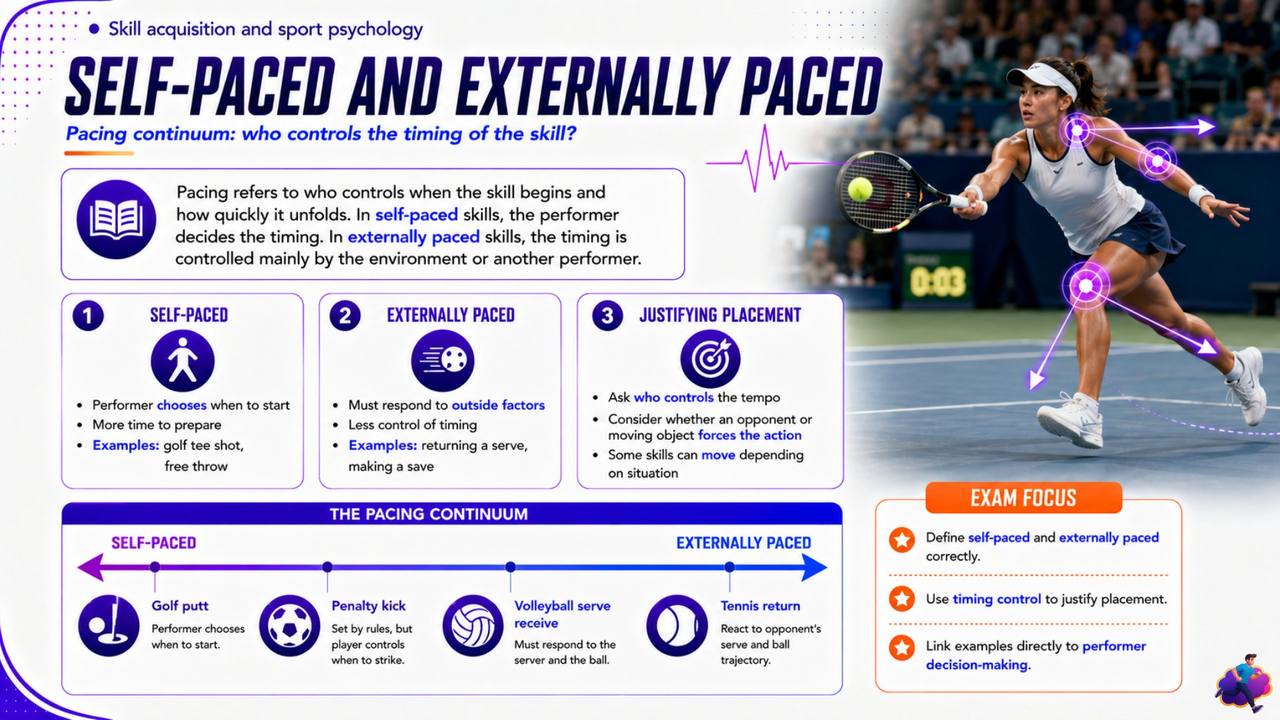 Skill acquisition and sport psychology
SELF-PACED AND EXTERNALLY PACED
Pacing continuum: who controls the timing of the skill?
Pacing refers to who controls when the skill begins and
how quickly it unfolds. In self-paced skills, the performer
decides the timing. In externally paced skills, the timing is
controlled mainly by the environment or another performer.
1
SELF-PACED
• Performer chooses when to start
• More time to prepare
• Examples: golf tee shot,
free throw
2
EXTERNALLY PACED
• Must respond to outside factors
• Less control of timing
• Examples: returning a serve,
making a save
3
JUSTIFYING PLACEMENT
• Ask who controls the tempo
• Consider whether an opponent or
moving object forces the action
• Some skills can move depending
on situation
THE PACING CONTINUUM
SELF-PACED
EXTERNALLY PACED
Golf putt
Performer chooses
when to start.
Penalty kick
Set by rules, but
player controls
when to strike.
Volleyball serve
receive
Must respond to the
server and the ball.
Tennis return
React to opponent's
serve and ball
trajectory.
0:03
EXAM FOCUS
Define self-paced and externally paced
correctly.
Use timing control to justify placement.
Link examples directly to performer
decision-making.